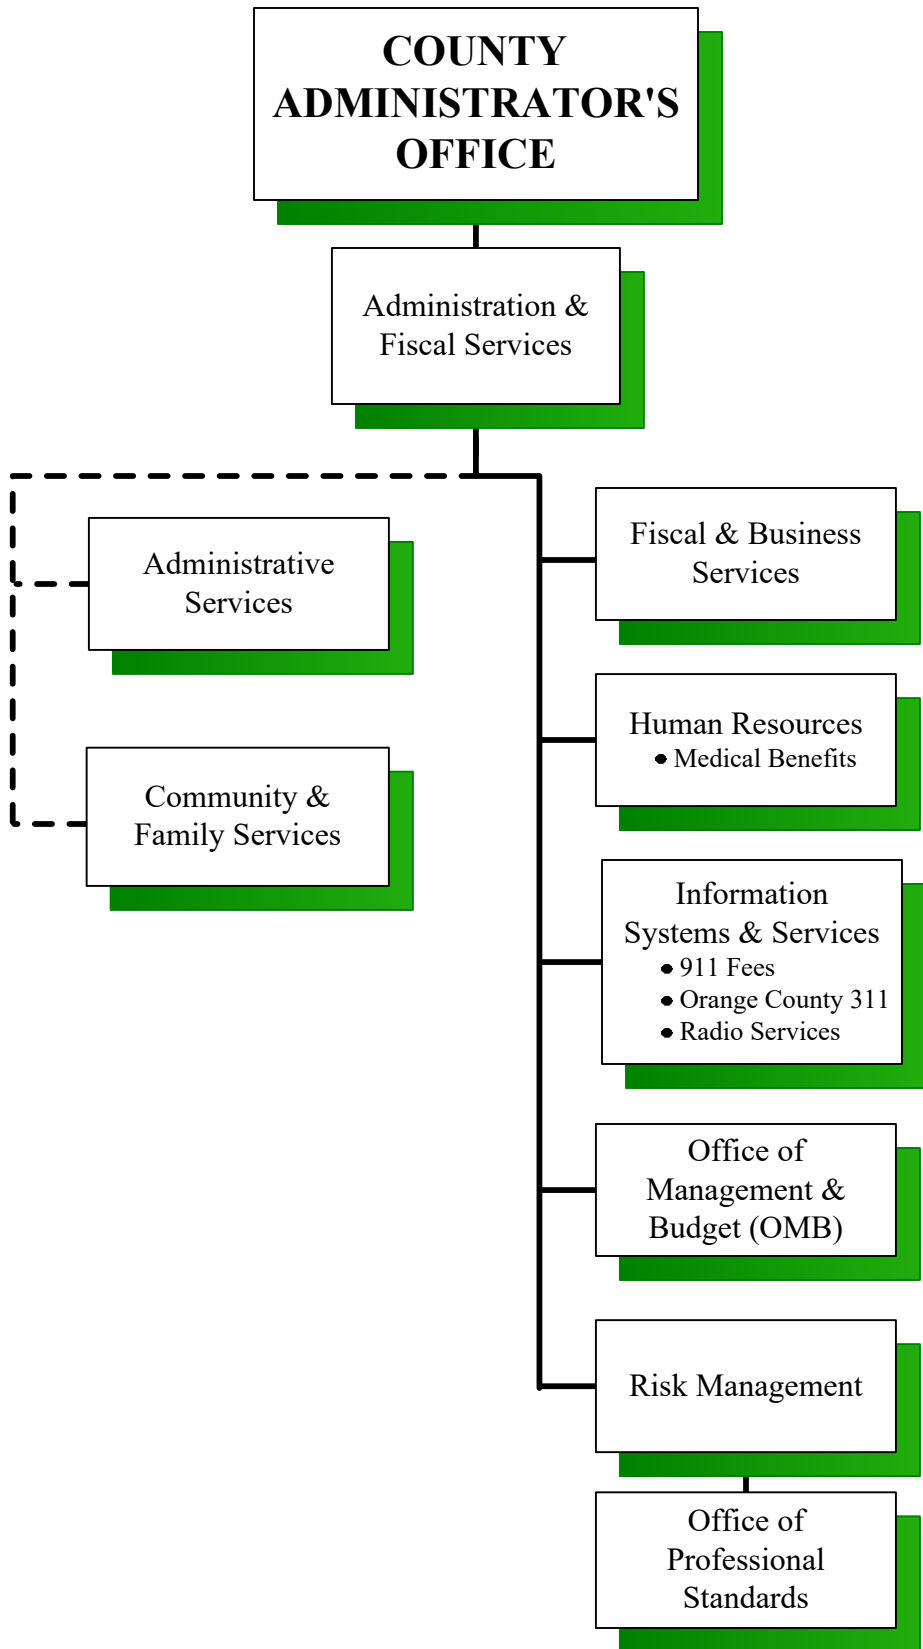 COUNTY
ADMINISTRATOR'S
OFFICE
Administration &
Fiscal Services
Administrative
Services
Community &
Family Services
Fiscal & Business
Services
Human Resources
• Medical Benefits
Information
Systems & Services
• 911 Fees
• Orange County 311
• Radio Services
Office of
Management &
Budget (OMB)
Risk Management
Office of
Professional
Standards